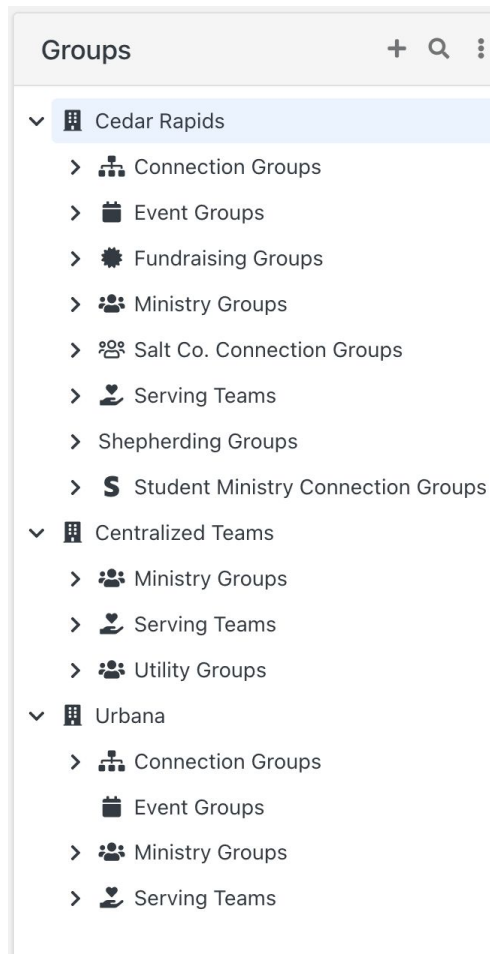 Groups
Cedar Rapids
Connection Groups
Event Groups
Fundraising Groups
Ministry Groups
Salt Co. Connection Groups
Serving Teams
Shepherding Groups
S Student Ministry Connection Groups
Centralized Teams
Ministry Groups
Serving Teams
Utility Groups
Urbana
Connection Groups
Event Groups
Ministry Groups
Serving Teams